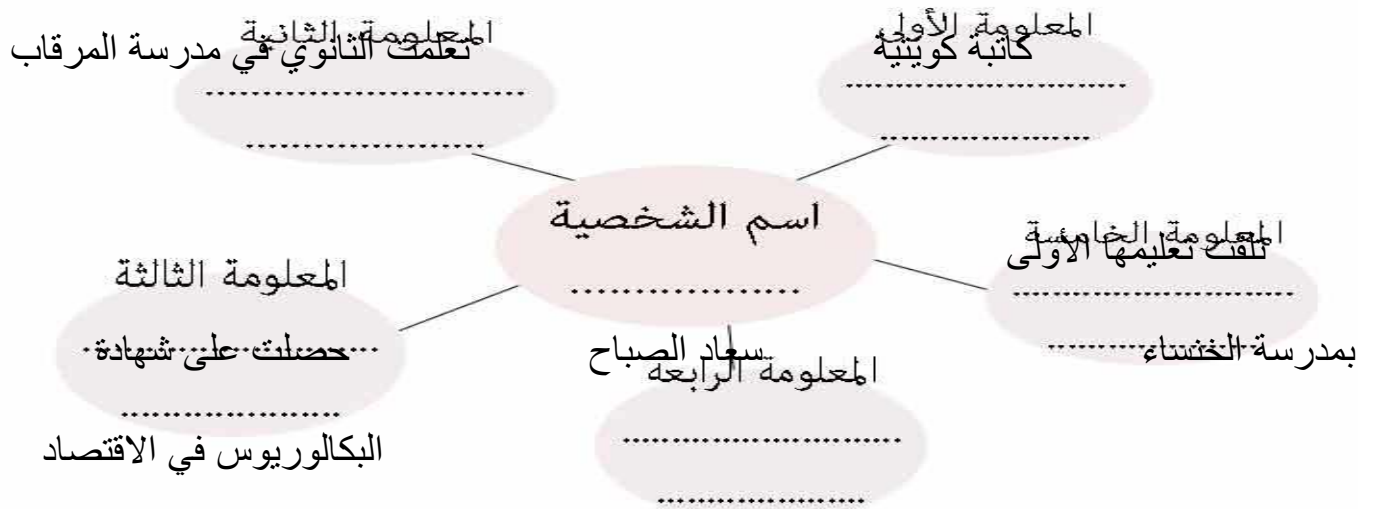 المعلومة الأولى
كاتبة كويتية
المعلومة الثانية
تعلمت الثانوي في مدرسة المرقاب
اسم الشخصية
سعاد الصباح
المعلومة الخامسة
تلقت تعليمها الأولى
بمدرسة الخنساء
المعلومة الثالثة
حصلت على شهادة
البكالوريوس في الاقتصاد
المعلومة الرابعة